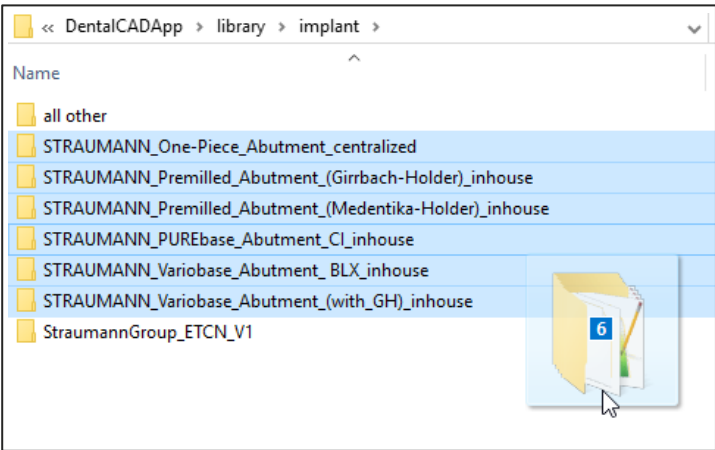 « DentalCADApp › library › implant ›
Name
all other
STRAUMANN_One-Piece_Abutment_centralized
STRAUMANN_Premilled_Abutment_(Girrbach-Holder)_inhouse
STRAUMANN_Premilled_Abutment_(Medentika-Holder)_inhouse
STRAUMANN_PUREbase_Abutment_CI_inhouse
STRAUMANN_Variobase_Abutment_ BLX_inhouse
STRAUMANN_Variobase_Abutment_(with_GH)_inhouse
StraumannGroup_ETCN_V1
6